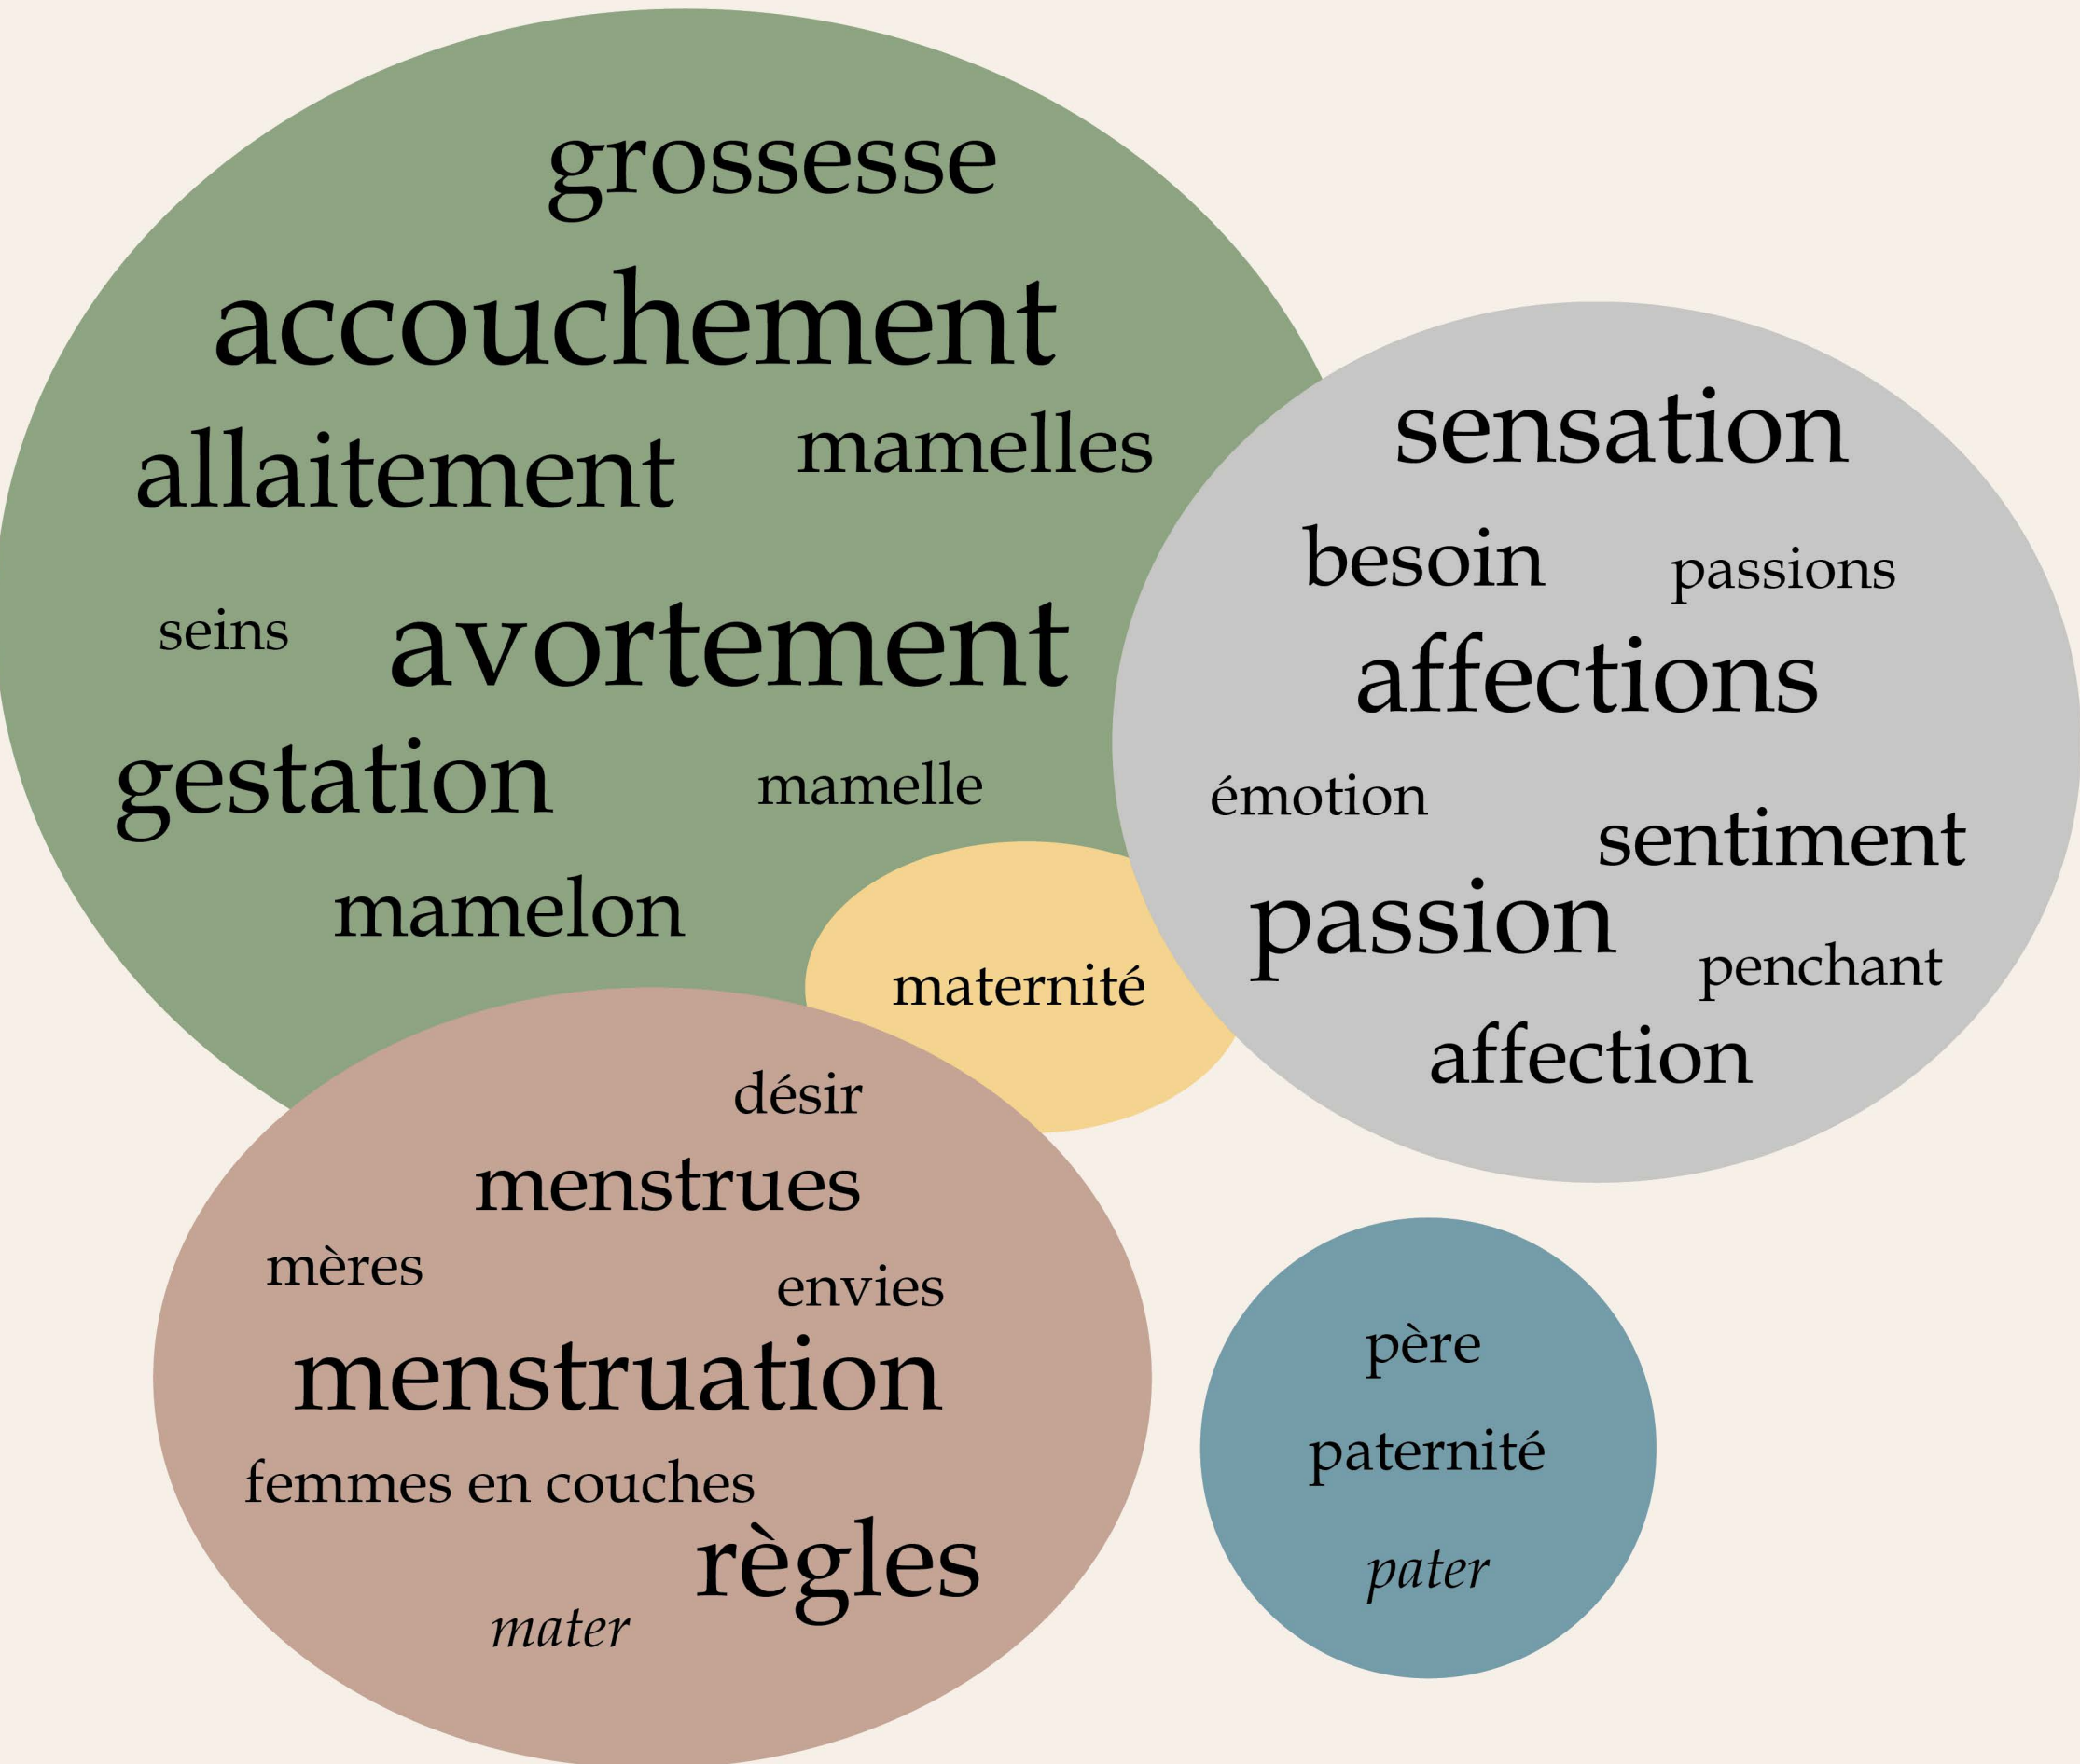 grossesse
accouchement
allaitement
mamelles
seins
avortement
gestation
mamelle
mamelon
maternité
sensation
besoin
passions
affections
émotion
sentiment
passion
penchant
affection
désir
menstrues
mères
envies
menstruation
femmes en couches
règles
mater
père
paternité
pater